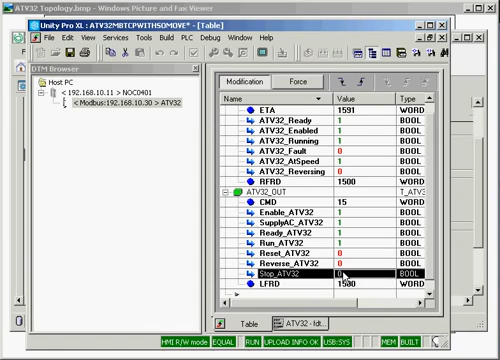 ATV32 Topology.bmp - Windows Picture and Fax Viewer
Unity Pro XL : ATV32MBTCPWITHSOMOVE* - [Table]
File Edit View Services Tools Build PLC Debug Window Help
DTM Browser
Host PC
< 192.168.10.11 > NOC0401
< Modbus:192.168.10.30 > ATV32
Modification Force
Name Value Type
ETA 1591 WORD
ATV32_Ready 1 BOOL
ATV32_Enabled 1 BOOL
ATV32_Running 1 BOOL
ATV32_Fault 0 BOOL
ATV32_AtSpeed 1 BOOL
ATV32_Reversing 0 BOOL
RFRD 1500 WORD
ATV32_OUT T_ATV3
CMD 15 WORD
Enable_ATV32 1 BOOL
SupplyAC_ATV32 1 BOOL
Ready_ATV32 1 BOOL
Run_ATV32 1 BOOL
Reset_ATV32 0 BOOL
Reverse_ATV32 0 BOOL
Stop_ATV32 0 BOOL
LFRD 1500 WORD
Table ATV32 - fdt...
HMI R/W mode EQUAL RUN UPLOAD INFO OK USB:SYS MEM BUILT